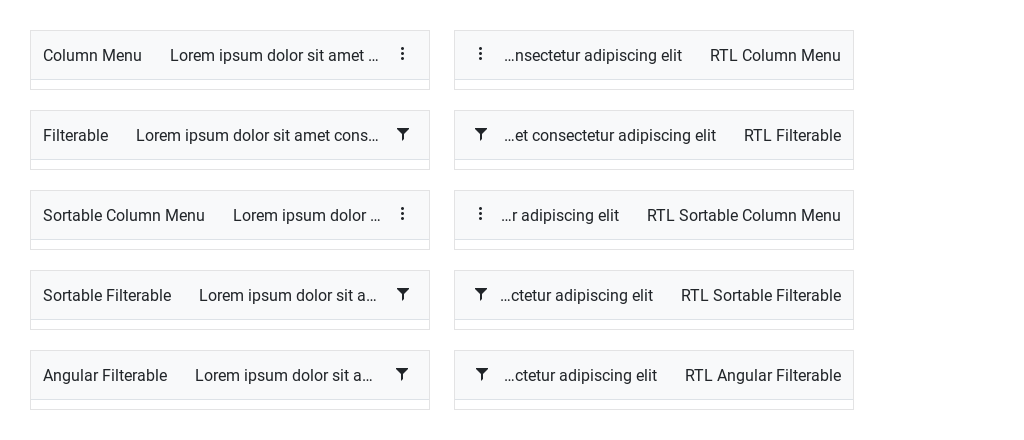 Column Menu Lorem ipsum dolor sit amet ...
...nsectetur adipiscing elit RTL Column Menu
Filterable Lorem ipsum dolor sit amet cons...
...et consectetur adipiscing elit RTL Filterable
Sortable Column Menu Lorem ipsum dolor ...
...r adipiscing elit RTL Sortable Column Menu
Sortable Filterable Lorem ipsum dolor sit a...
...ctetur adipiscing elit RTL Sortable Filterable
Angular Filterable Lorem ipsum dolor sit a...
...ctetur adipiscing elit RTL Angular Filterable